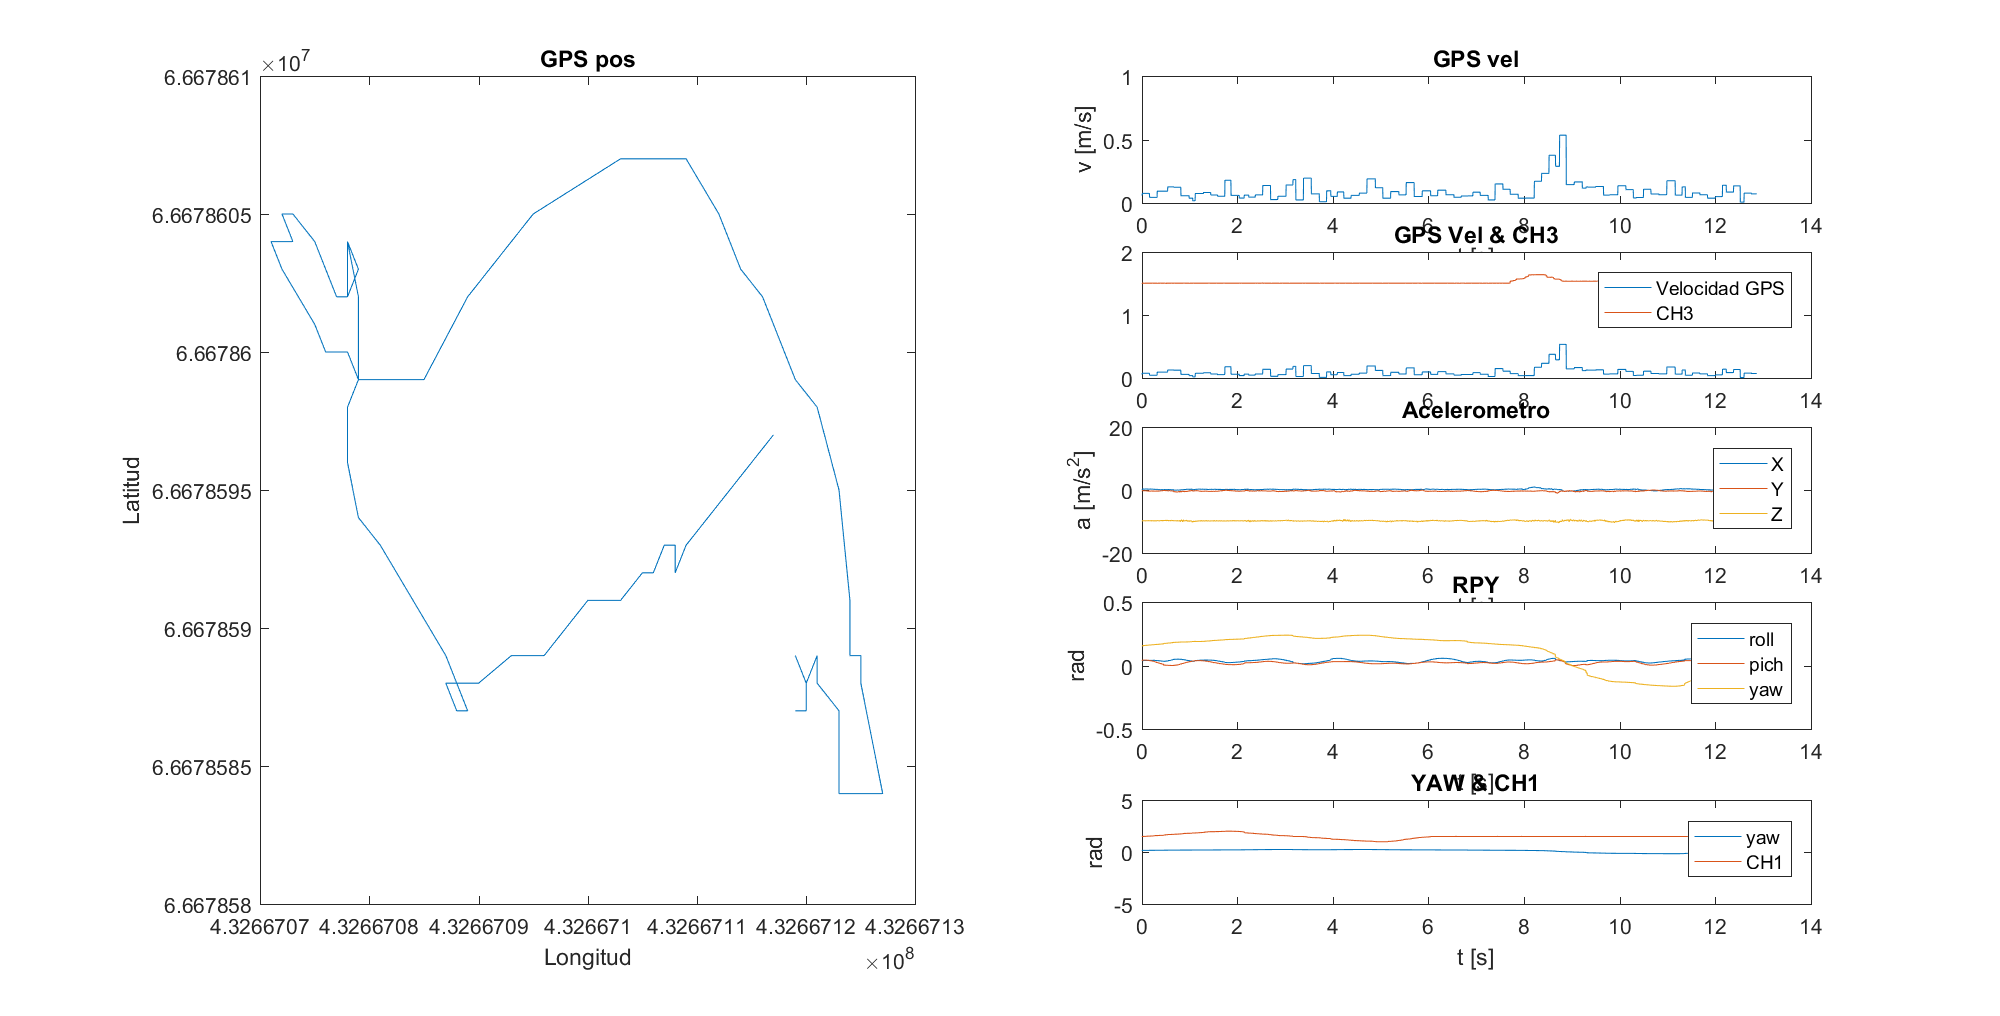 GPS pos
×10^7
6.667861
6.6678605
6.66786
6.6678595
6.667859
6.6678585
6.667858
Latitud
4.3266707 4.3266708 4.3266709 4.326671 4.3266711 4.3266712 4.3266713
Longitud
×10^8
GPS vel
1
0.5
0
v [m/s]
0 2 4 6 8 10 12 14
GPS Vel & CH3
2
1
0
Velocidad GPS
CH3
0 2 4 6 8 10 12 14
Acelerometro
20
0
-20
a [m/s^2]
X
Y
Z
0 2 4 6 8 10 12 14
RPY
0.5
0
-0.5
rad
roll
pich
yaw
0 2 4 6 8 10 12 14
t [s]
YAW & CH1
5
0
-5
rad
yaw
CH1
0 2 4 6 8 10 12 14
t [s]